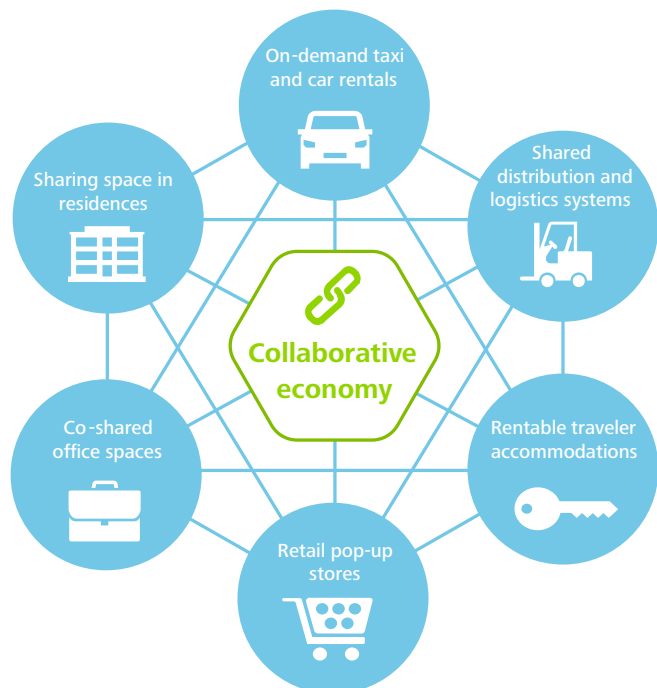 On-demand taxi
and car rentals
Sharing space in
residences
Shared
distribution and
logistics systems
Collaborative
economy
Co-shared
office spaces
Rentable traveler
accommodations
Retail pop-up
stores